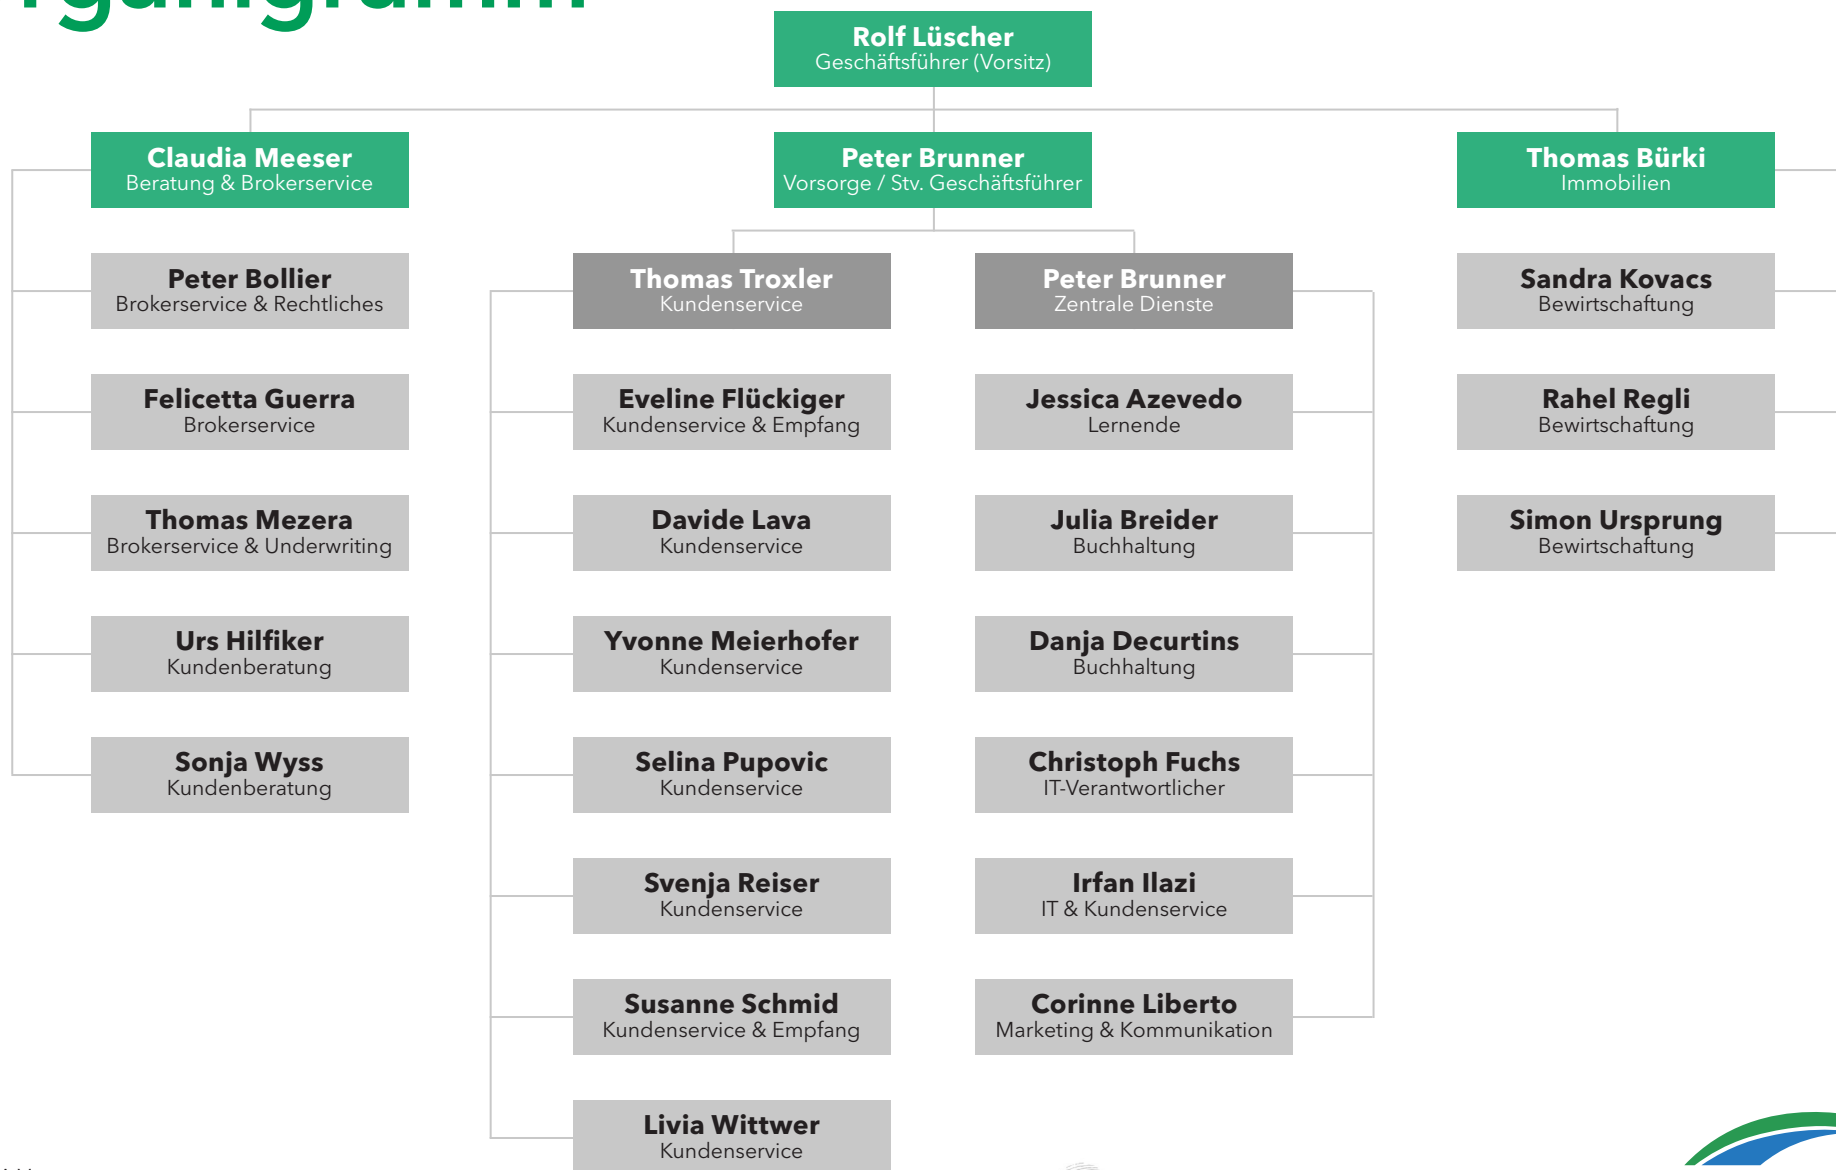 rganigramm
Rolf Lüscher
Geschäftsführer (Vorsitz)
Claudia Meeser
Beratung & Brokerservice
Peter Brunner
Vorsorge / Stv. Geschäftsführer
Thomas Bürki
Immobilien
Peter Bollier
Brokerservice & Rechtliches
Felicetta Guerra
Brokerservice
Thomas Mezera
Brokerservice & Underwriting
Urs Hilfiker
Kundenberatung
Sonja Wyss
Kundenberatung
Thomas Troxler
Kundenservice
Eveline Flückiger
Kundenservice & Empfang
Davide Lava
Kundenservice
Yvonne Meierhofer
Kundenservice
Selina Pupovic
Kundenservice
Svenja Reiser
Kundenservice
Susanne Schmid
Kundenservice & Empfang
Livia Wittwer
Kundenservice
Peter Brunner
Zentrale Dienste
Jessica Azevedo
Lernende
Julia Breider
Buchhaltung
Danja Decurtins
Buchhaltung
Christoph Fuchs
IT-Verantwortlicher
Irfan Ilazi
IT & Kundenservice
Corinne Liberto
Marketing & Kommunikation
Sandra Kovacs
Bewirtschaftung
Rahel Regli
Bewirtschaftung
Simon Ursprung
Bewirtschaftung